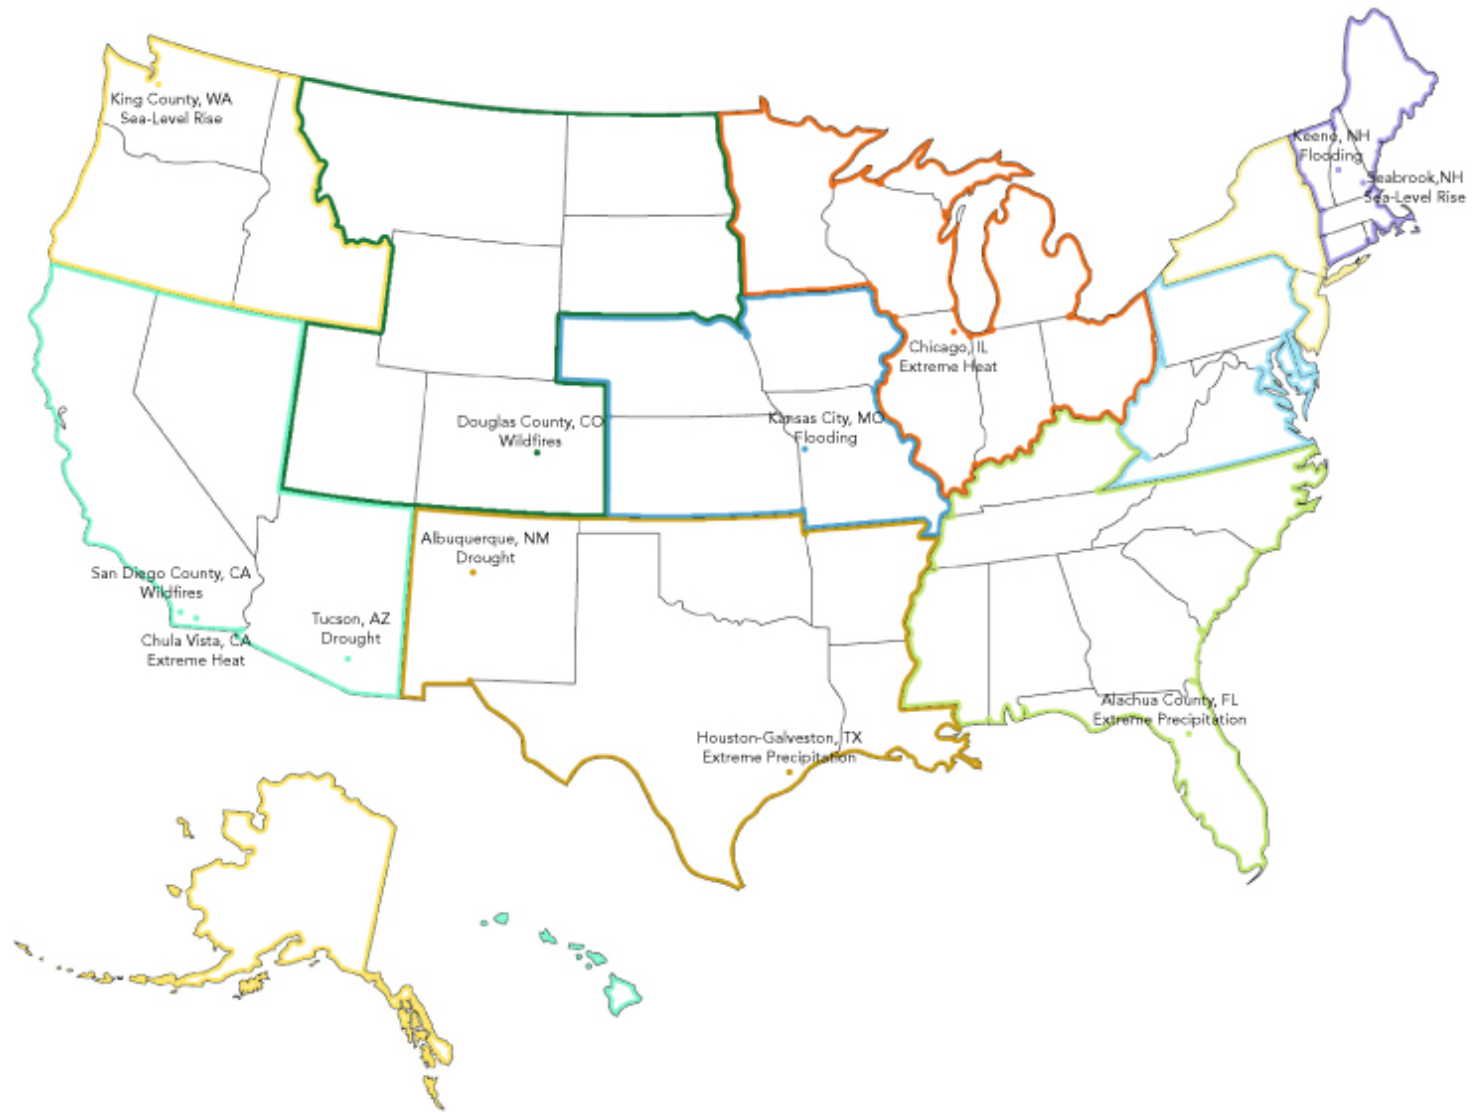 King County, WA
Sea-Level Rise
Keene, NH
Flooding
Seabrook,NH
Sea-Level Rise
Chicago, IL
Extreme Heat
Douglas County, CO
Wildfires
Kansas City, MO
Flooding
Albuquerque, NM
Drought
San Diego County, CA
Wildfires
Chula Vista, CA
Extreme Heat
Tucson, AZ
Drought
Alachua County, FL
Extreme Precipitation
Houston-Galveston, TX
Extreme Precipitation